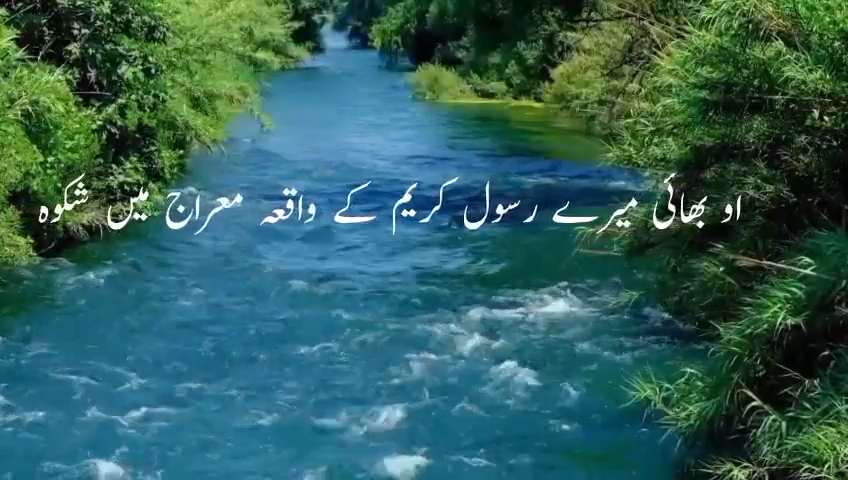 او بھائی میرے رسول کریم کے واقعہ معراج میں شکوہ